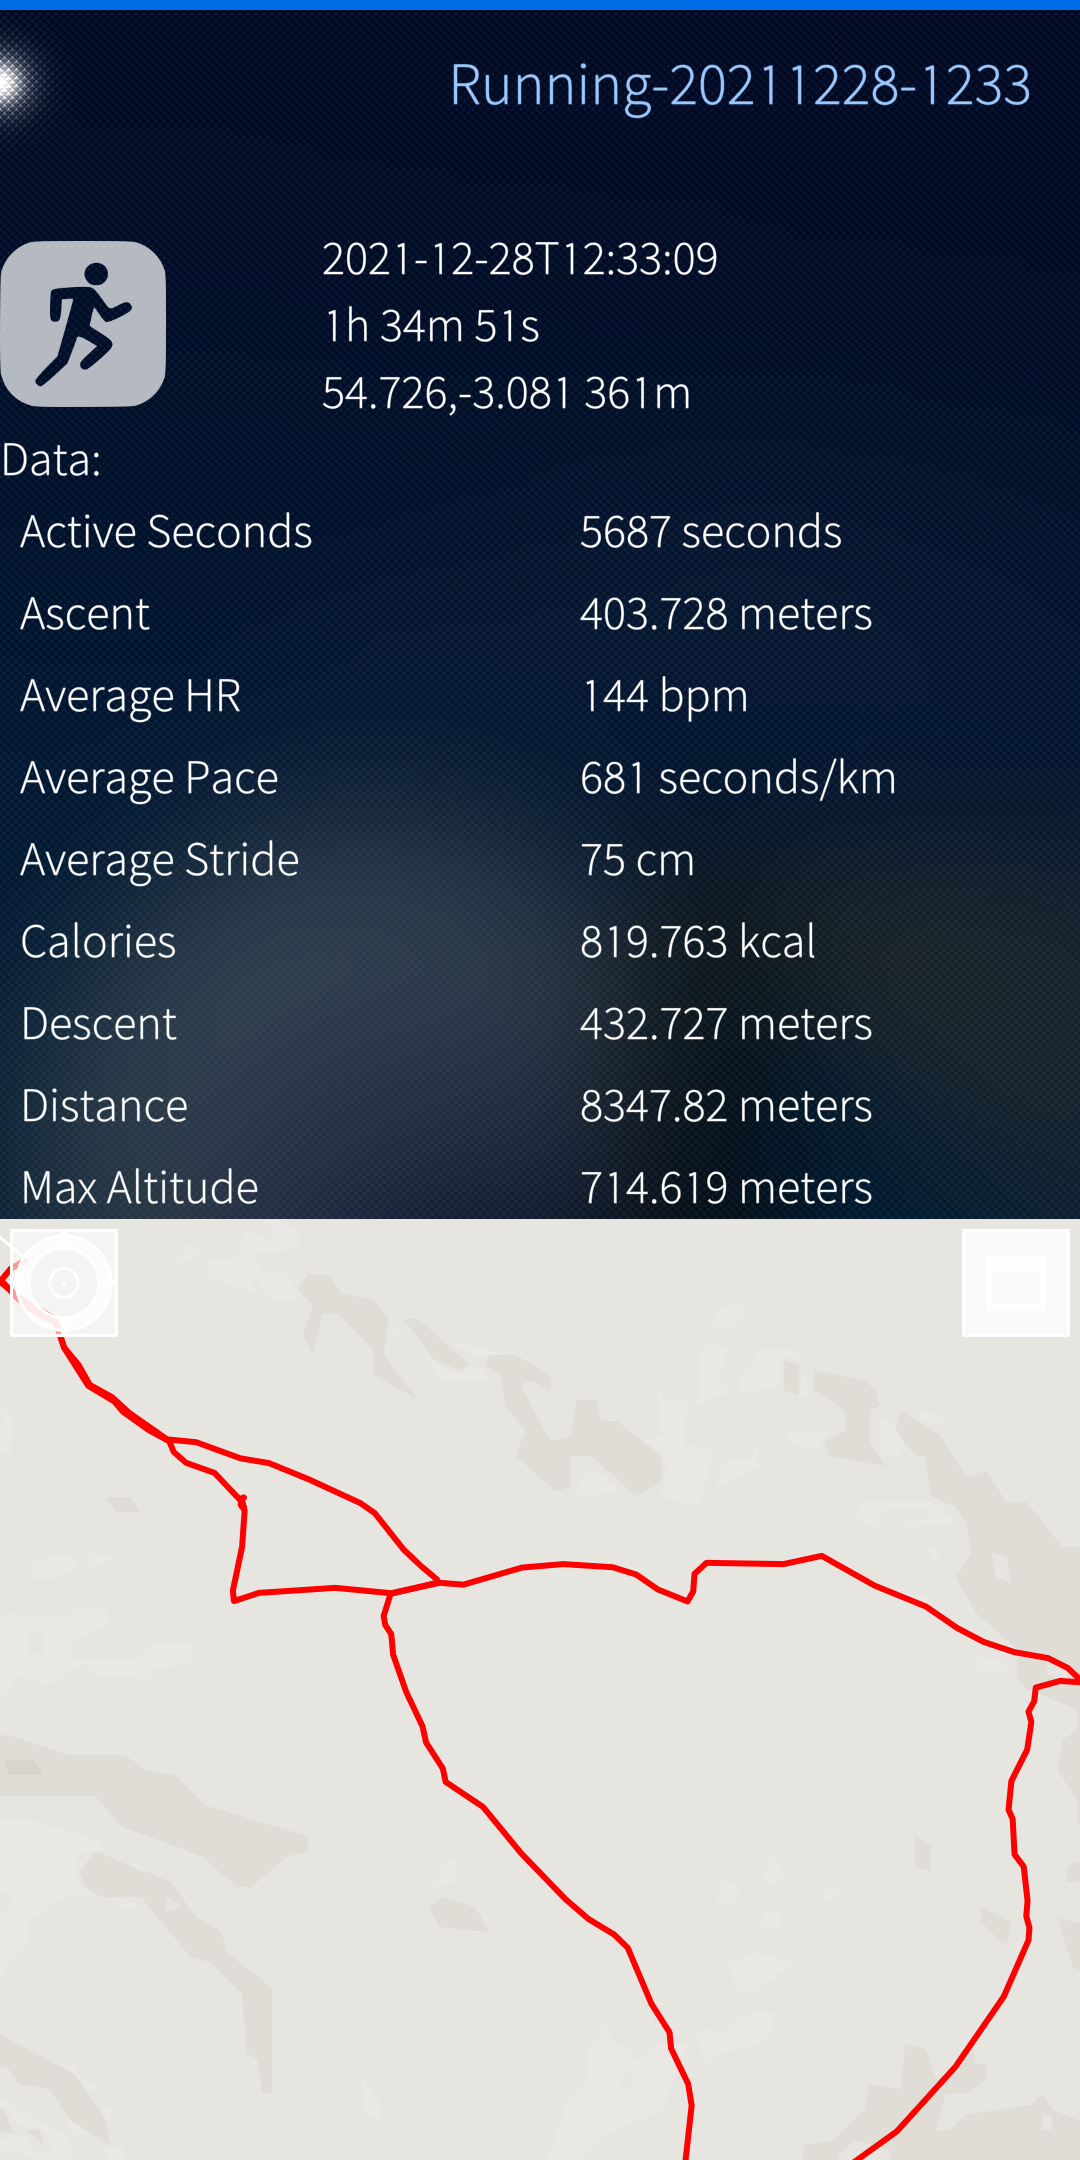 Running-20211228-1233
2021-12-28T12:33:09
1h 34m 51s
54.726,-3.081 361m
Data:
Active Seconds 5687 seconds
Ascent 403.728 meters
Average HR 144 bpm
Average Pace 681 seconds/km
Average Stride 75 cm
Calories 819.763 kcal
Descent 432.727 meters
Distance 8347.82 meters
Max Altitude 714.619 meters